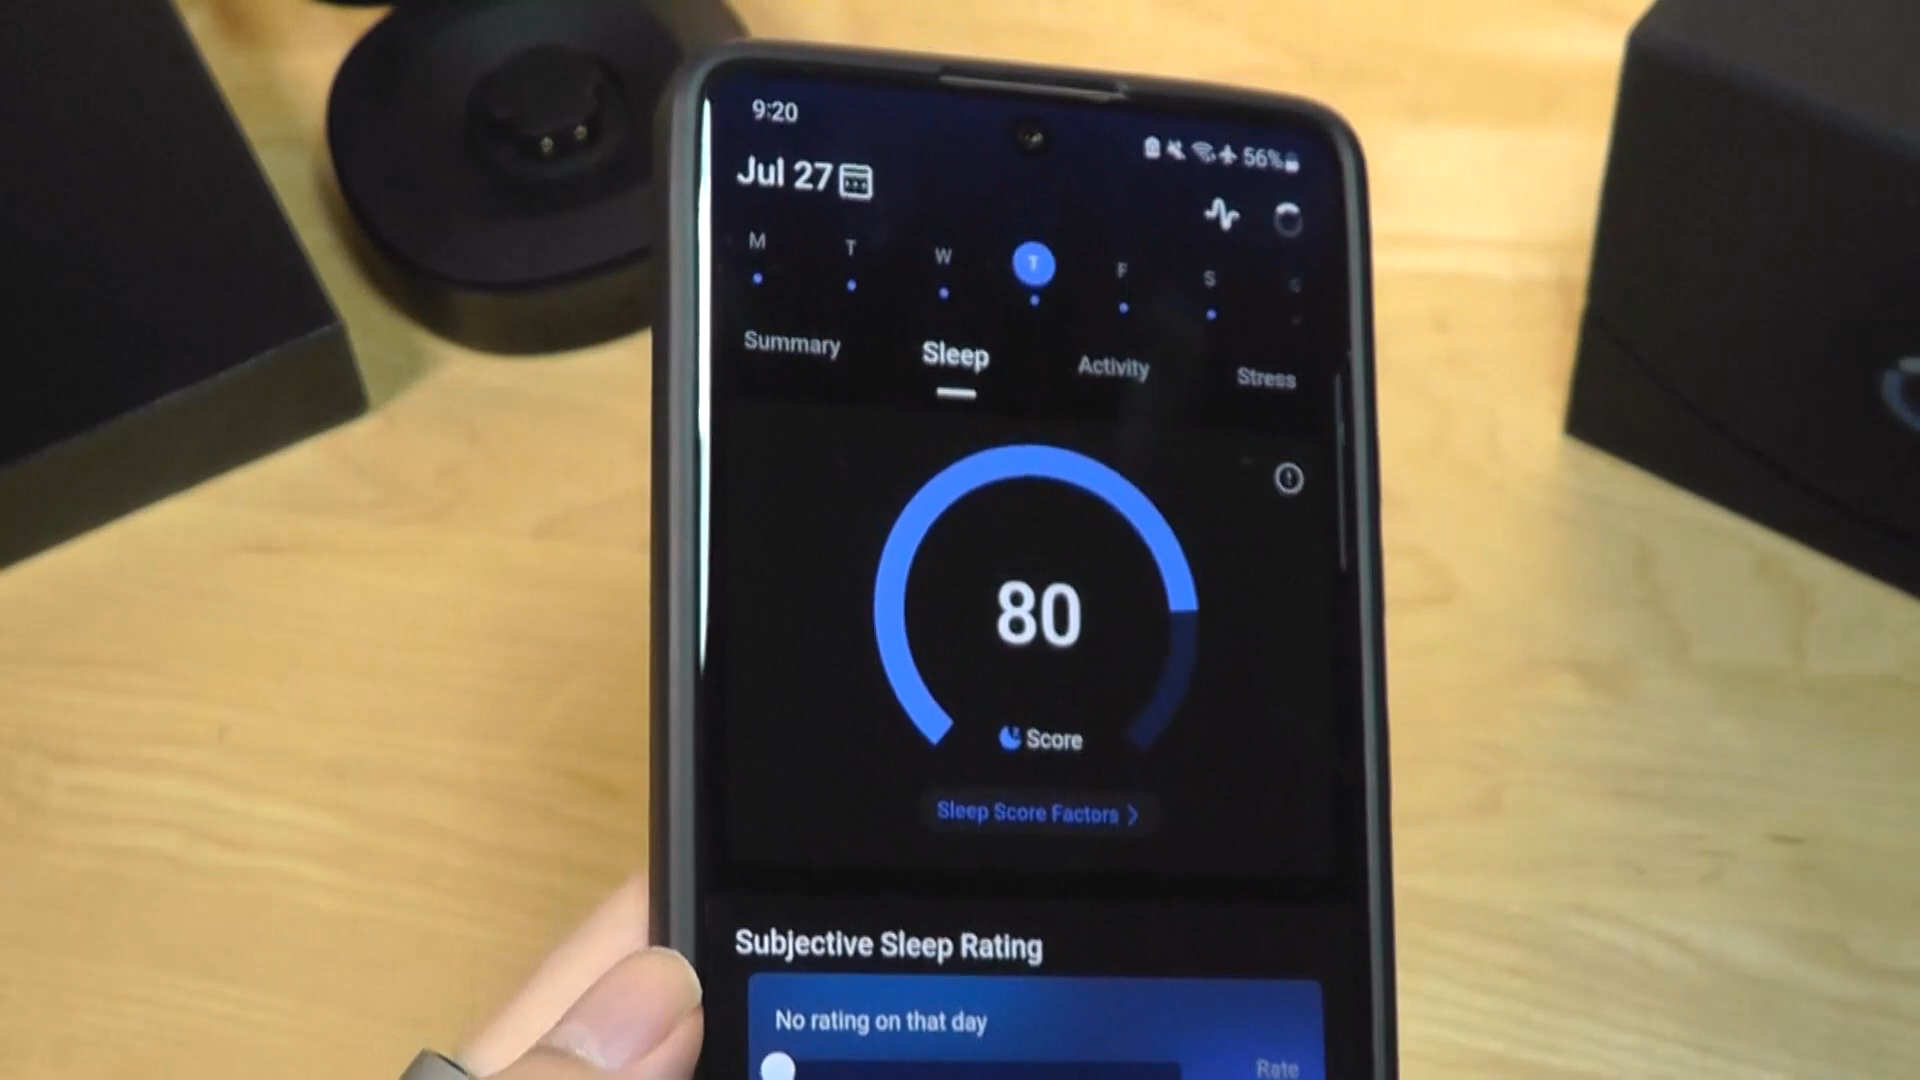 9:20
56%
Jul 27
M T W T F S S
Summary Sleep Activity Stress
80
Score
Sleep Score Factors >
Subjective Sleep Rating
No rating on that day
Rate